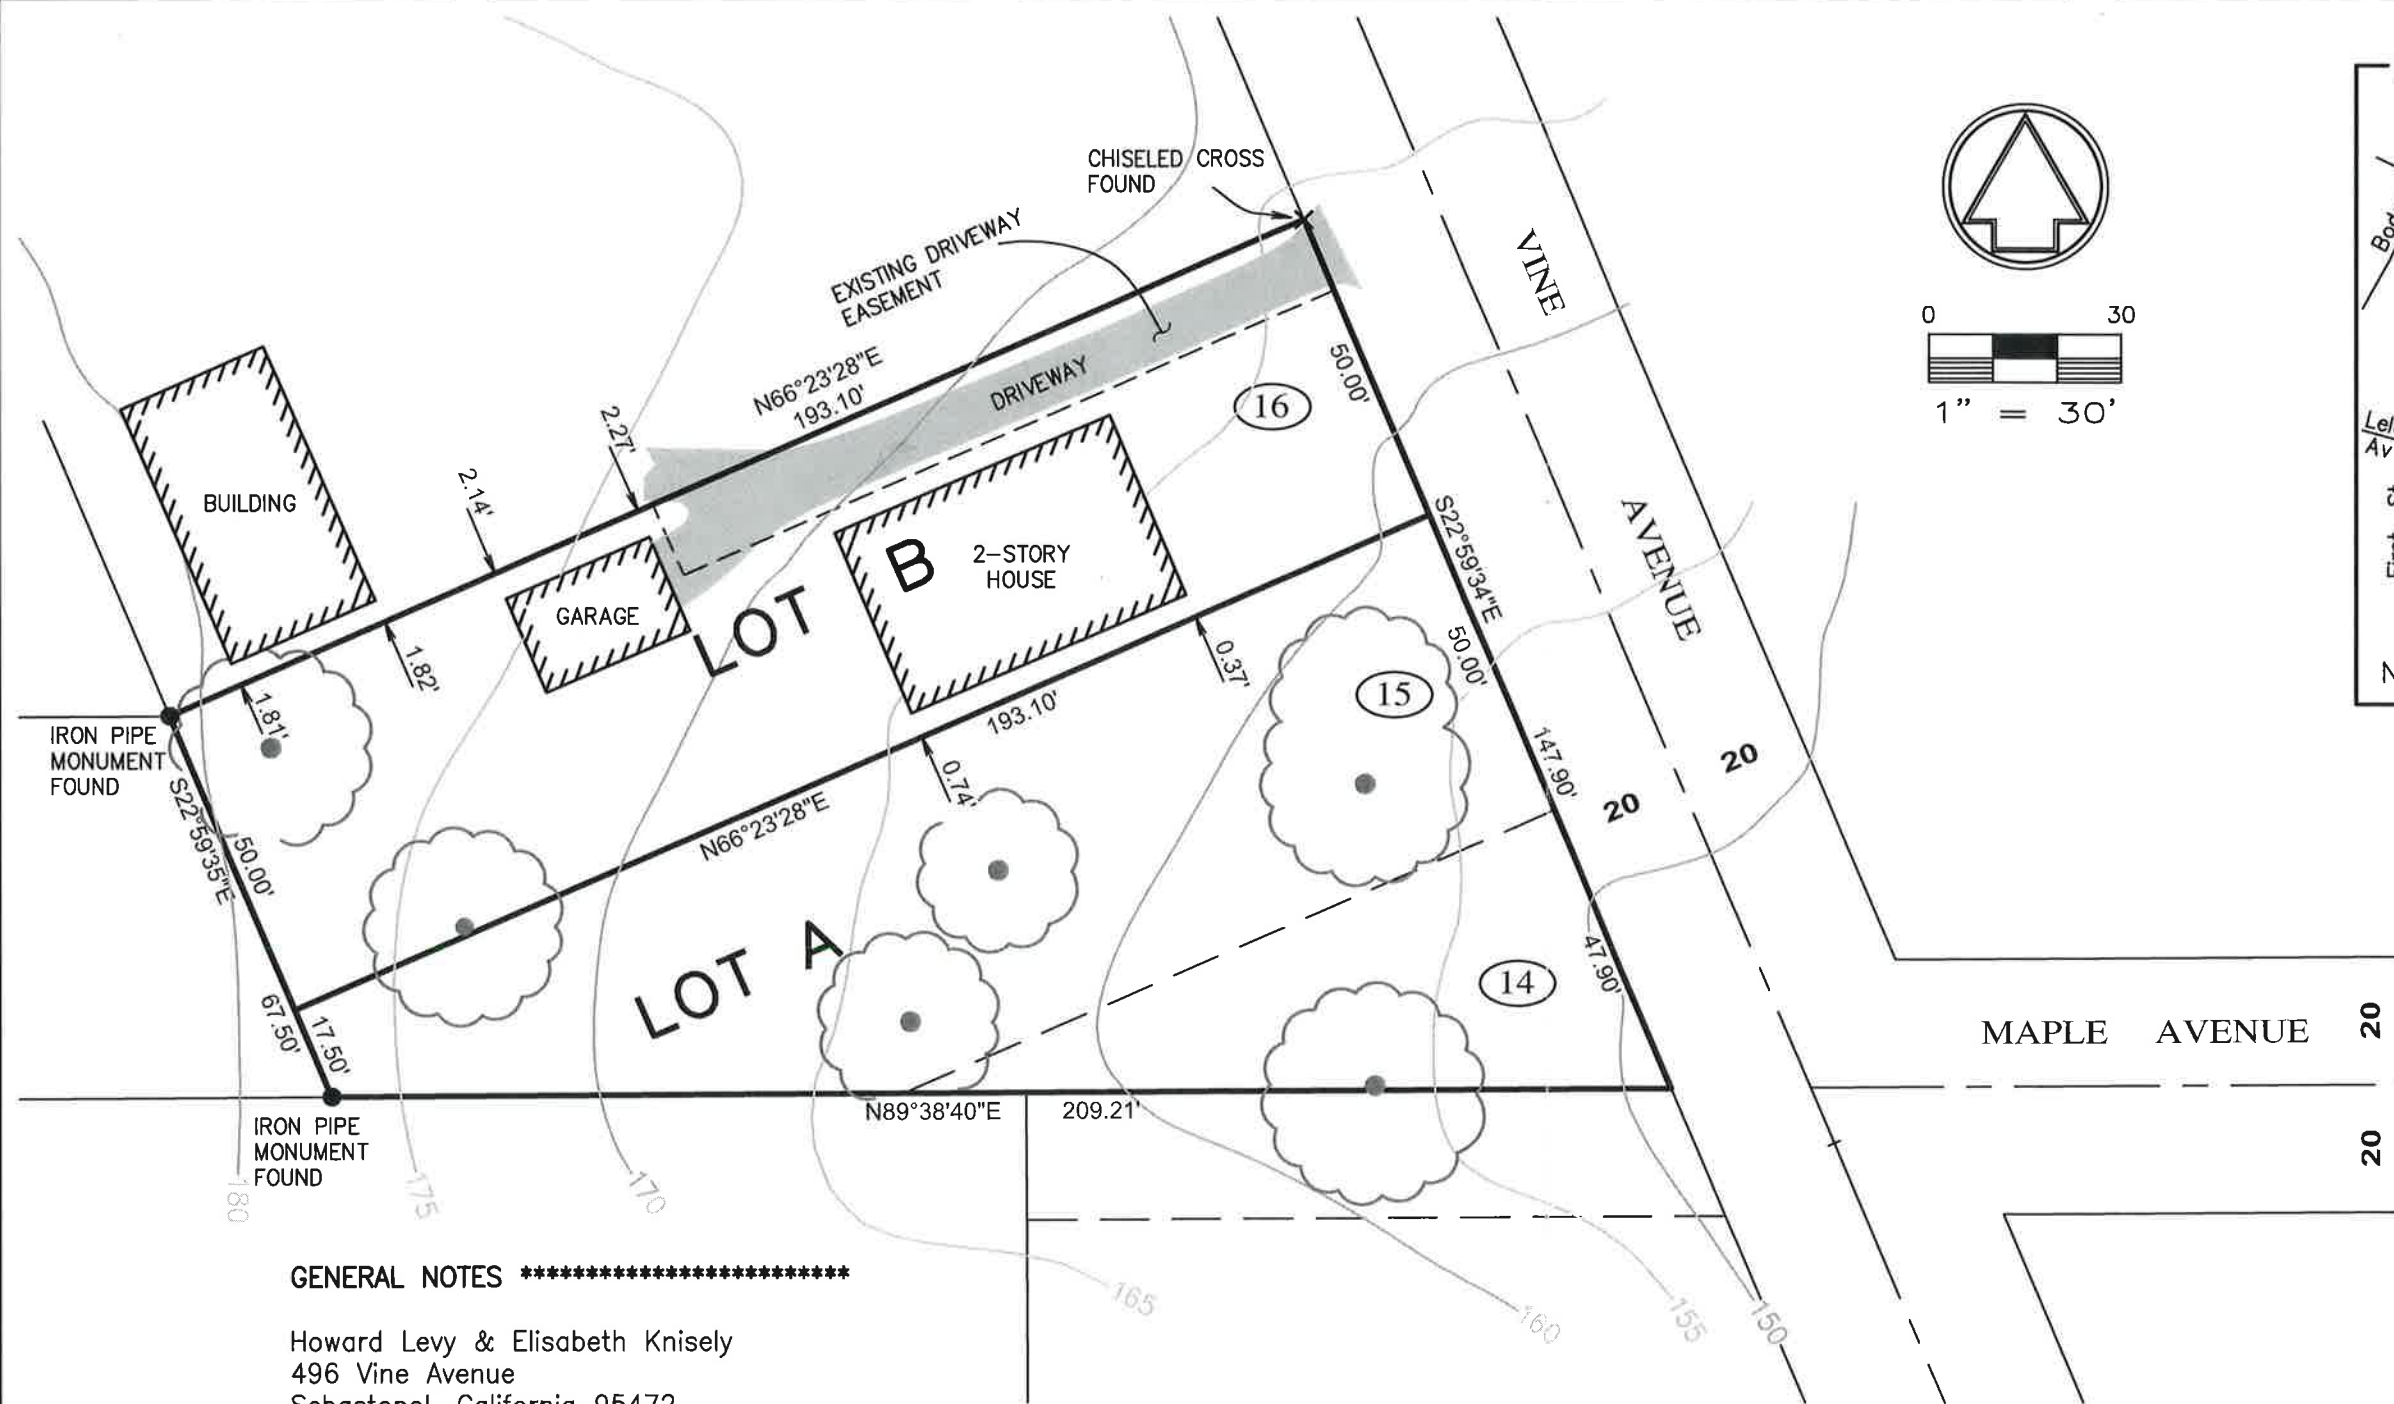 CHISELED CROSS
FOUND
0 30
1” = 30'
EXISTING DRIVEWAY
EASEMENT
VINE
AVENUE
N66°23'28"E
193.10'
DRIVEWAY
50.00'
16
2.27'
2.14'
BUILDING
GARAGE
LOT B
2-STORY
HOUSE
S22°59'34"E
50.00'
1.82'
1.81'
0.37'
15
193.10'
IRON PIPE
MONUMENT
FOUND
S22°59'35"E
50.00'
N66°23'28"E
0.74'
147.90'
20
20
LOT A
14
47.90'
67.50'
17.50'
MAPLE AVENUE
20
20
N89°38'40"E 209.21'
IRON PIPE
MONUMENT
FOUND
180
175
170
165
160
155
150
GENERAL NOTES *************************
Howard Levy & Elisabeth Knisely
496 Vine Avenue
Sebastopol, California 95472